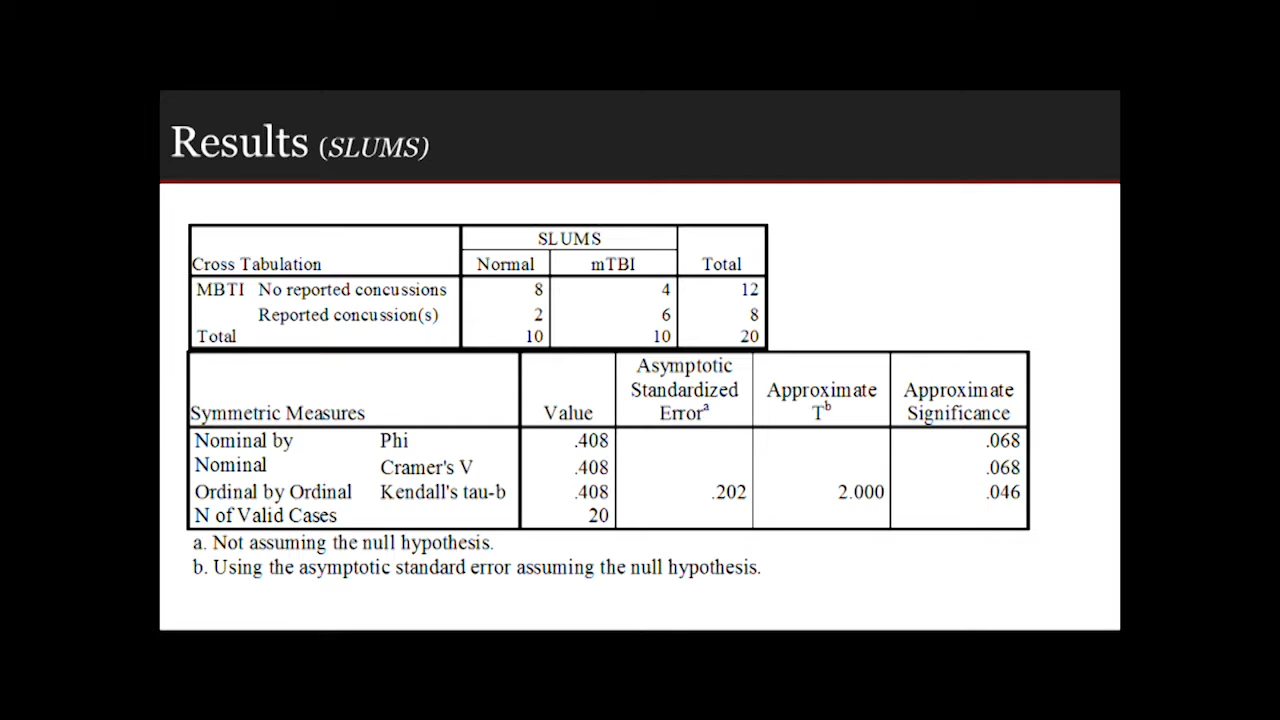 Results (SLUMS)
SLUMS
Cross Tabulation Normal mTBI Total
MBTI No reported concussions 8 4 12
Reported concussion(s) 2 6 8
Total 10 10 20
Asymptotic
Standardized Approximate Approximate
Symmetric Measures Value Errorᵃ Tᵇ Significance
Nominal by Phi .408 .068
Nominal Cramer's V .408 .068
Ordinal by Ordinal Kendall's tau-b .408 .202 2.000 .046
N of Valid Cases 20
a. Not assuming the null hypothesis.
b. Using the asymptotic standard error assuming the null hypothesis.